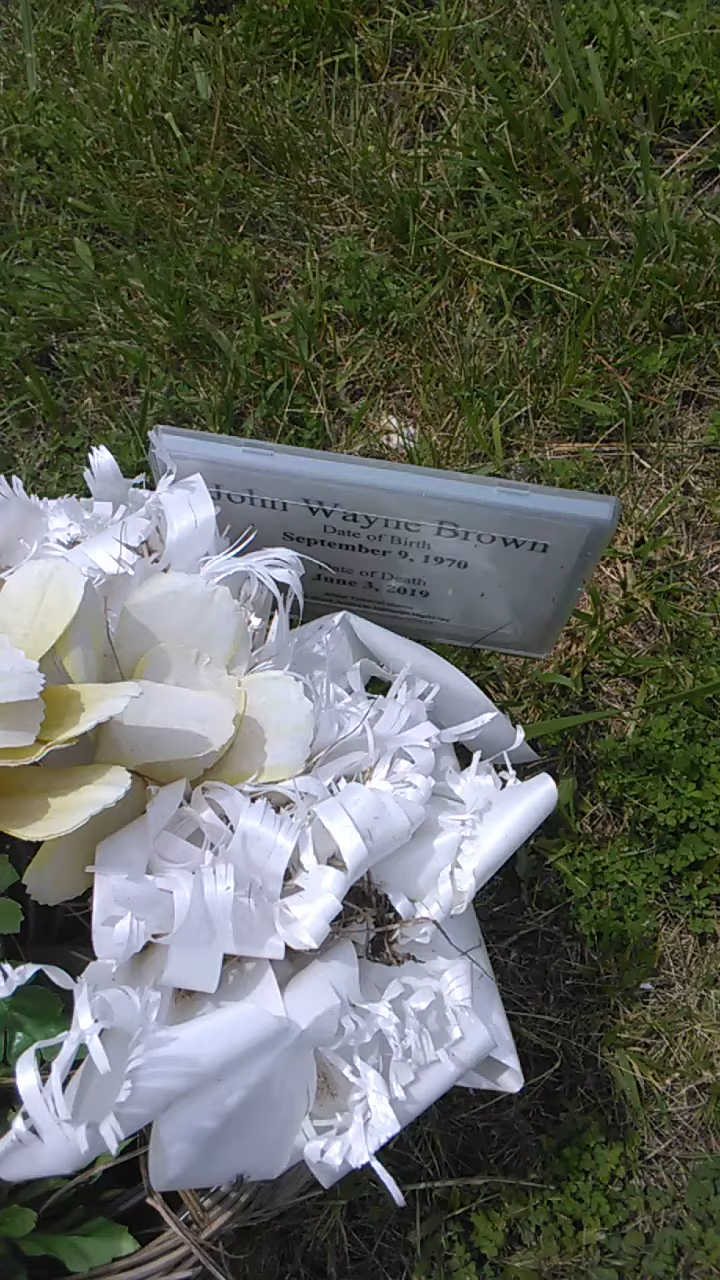 John Wayne Brown
Date of Birth
September 9, 1970
Date of Death
June 3, 2019